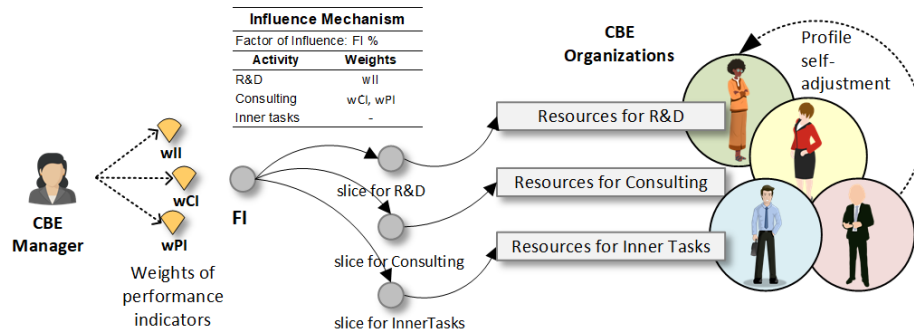 Influence Mechanism
Factor of Influence: FI %
Activity Weights
R&D wII
Consulting wCI, wPI
Inner tasks -
CBE
Organizations
Profile
self-
adjustment
CBE
Manager
wII
wCI
wPI
Weights of
performance
indicators
FI
slice for R&D
slice for Consulting
slice for InnerTasks
Resources for R&D
Resources for Consulting
Resources for Inner Tasks